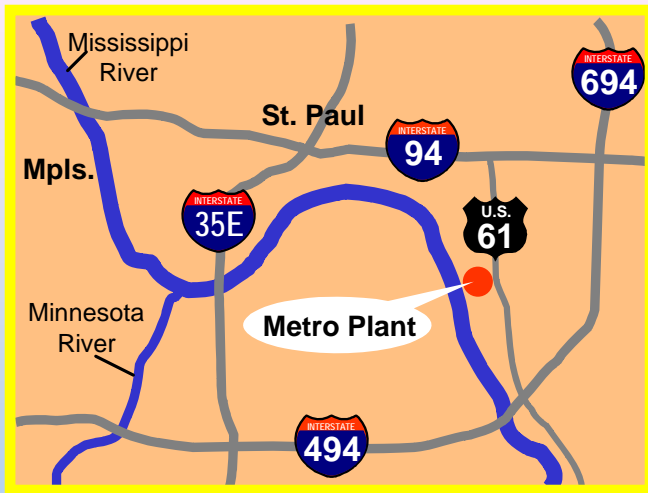 Mississippi
River
INTERSTATE
694
St. Paul
INTERSTATE
94
Mpls.
INTERSTATE
35E
U.S.
61
Minnesota
River
Metro Plant
INTERSTATE
494